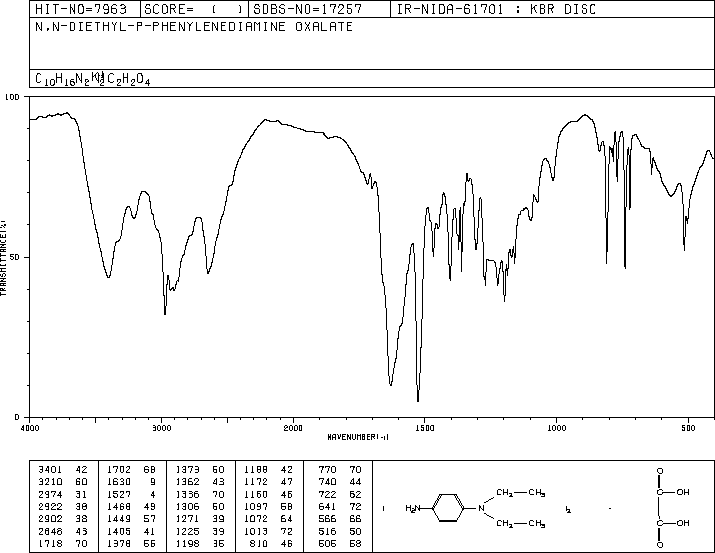 HIT-NO=7963 SCORE= ( ) SDBS-NO=17257 IR-NIDA-61701 : KBR DISC
N,N-DIETHYL-P-PHENYLENEDIAMINE OXALATE
100
50
0
TRANSMITTANCE(%)
4000 3000 2000 1500 1000 500
WAVENUMBER(-1)
3401 42 1702 68 1379 60 1188 42 770 70
3210 60 1630 9 1362 43 1172 47 740 44
2974 31 1527 4 1336 70 1160 46 722 62
2922 38 1468 49 1306 60 1097 58 641 72
2902 38 1449 57 1271 39 1072 64 566 66
2648 43 1405 41 1225 39 1013 72 516 50
1718 70 1378 55 1198 35 810 46 505 58
O
CH2 CH3 C OH
H2N N
CH2 CH3 C OH
O